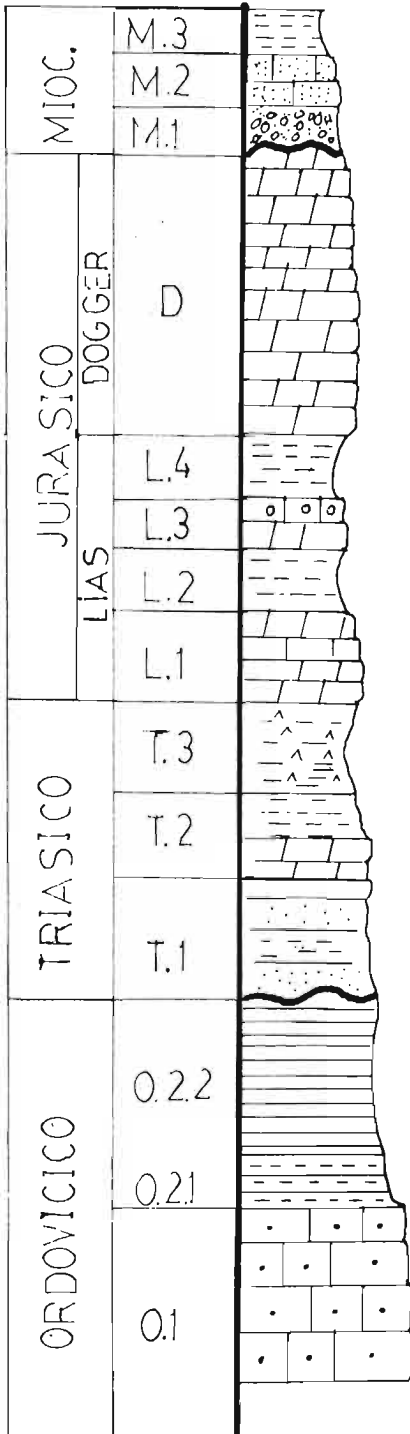 MIOC.
M.3
M.2
M.1
JURASICO
DOGGER
D
LIAS
L.4
L.3
L.2
L.1
TRIASICO
T.3
T.2
T.1
ORDOVICICO
O.2.2
O.2.1
O.1